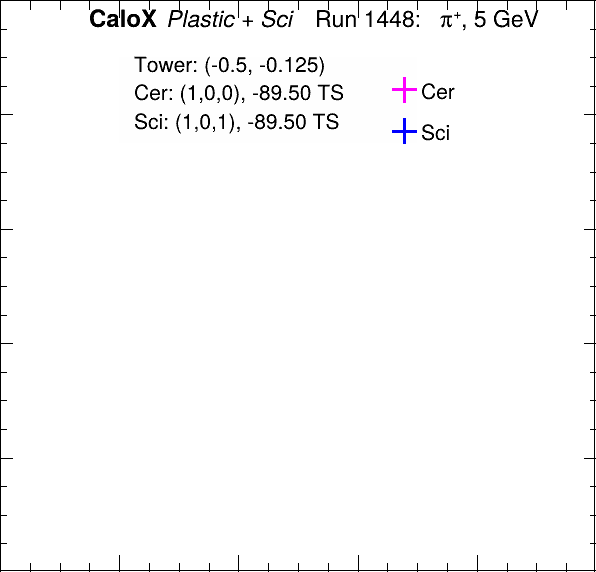 CaloX Plastic + Sci Run 1448: π⁺, 5 GeV
Tower: (-0.5, -0.125)
Cer: (1,0,0), -89.50 TS
Sci: (1,0,1), -89.50 TS
Cer
Sci